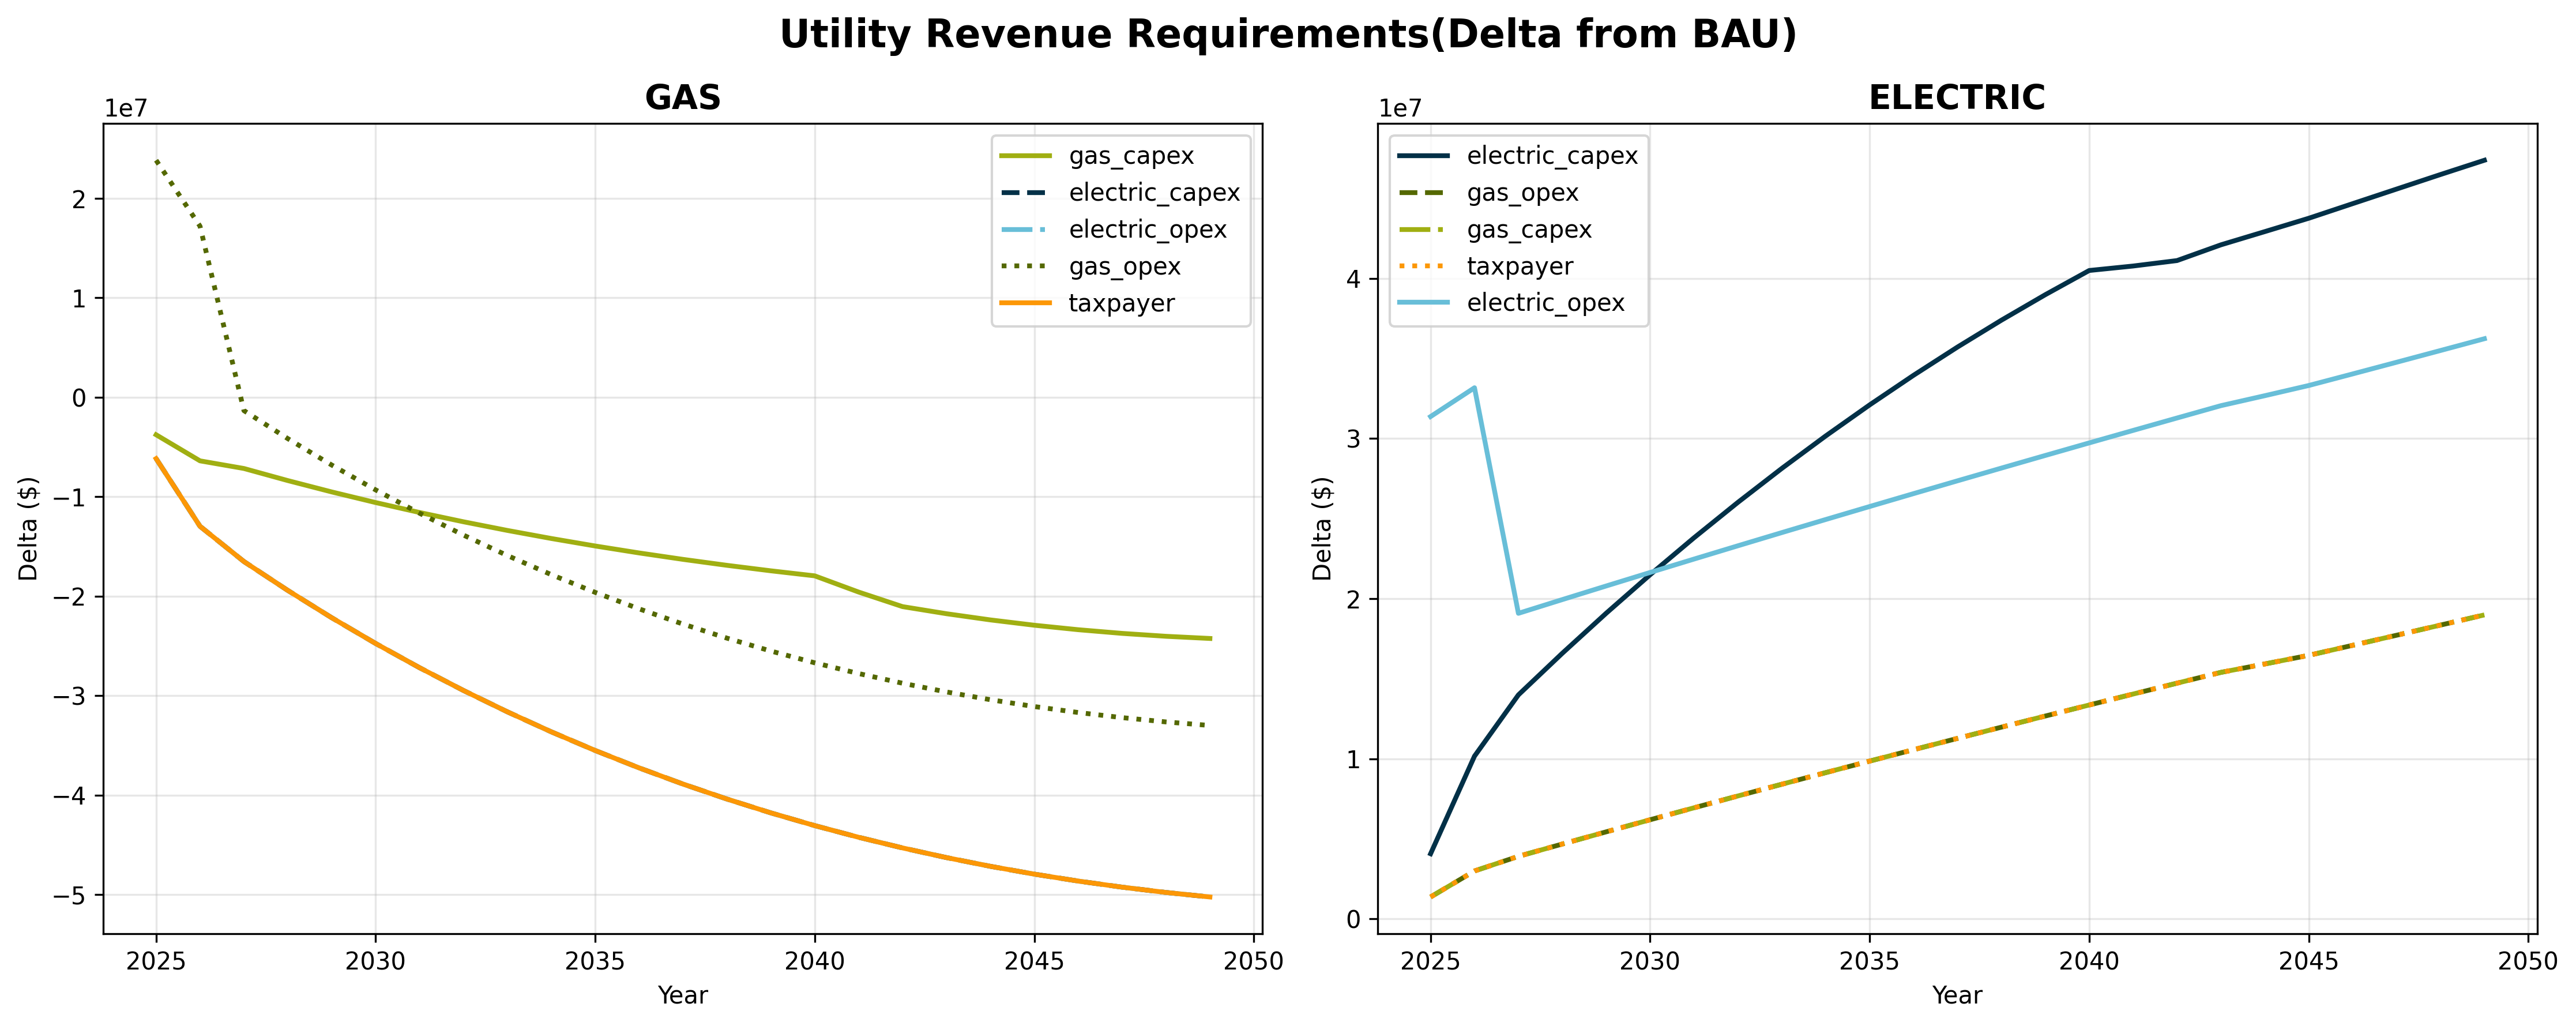 Utility Revenue Requirements(Delta from BAU)
GAS
1e7
2
1
0
−1
−2
−3
−4
−5
Delta ($)
2025 2030 2035 2040 2045 2050
Year
gas_capex
electric_capex
electric_opex
gas_opex
taxpayer
ELECTRIC
1e7
4
3
2
1
0
Delta ($)
2025 2030 2035 2040 2045 2050
Year
electric_capex
gas_opex
gas_capex
taxpayer
electric_opex